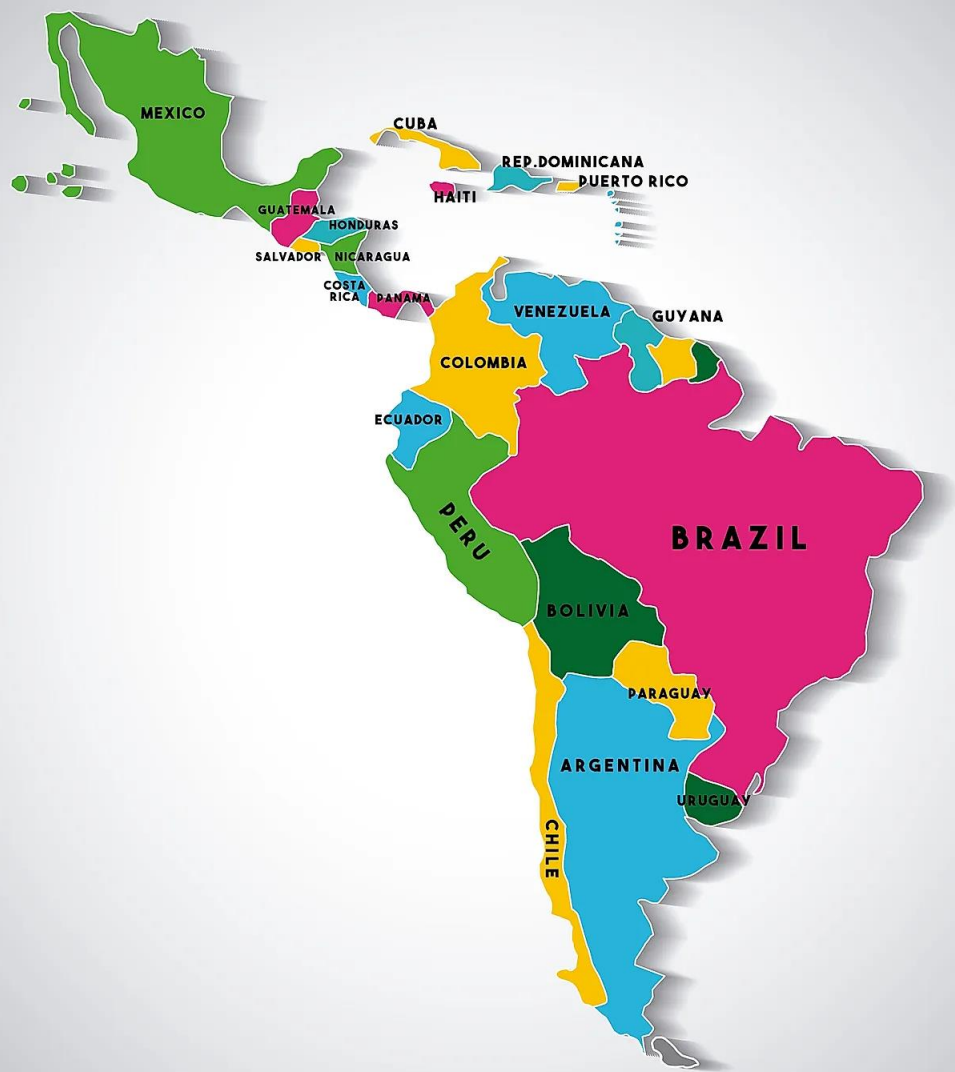 MEXICO
CUBA
REP.DOMINICANA
PUERTO RICO
HAITI
GUATEMALA
HONDURAS
SALVADOR
NICARAGUA
COSTA
RICA
PANAMA
VENEZUELA
GUYANA
COLOMBIA
ECUADOR
PERU
BRAZIL
BOLIVIA
PARAGUAY
ARGENTINA
URUGUAY
CHILE